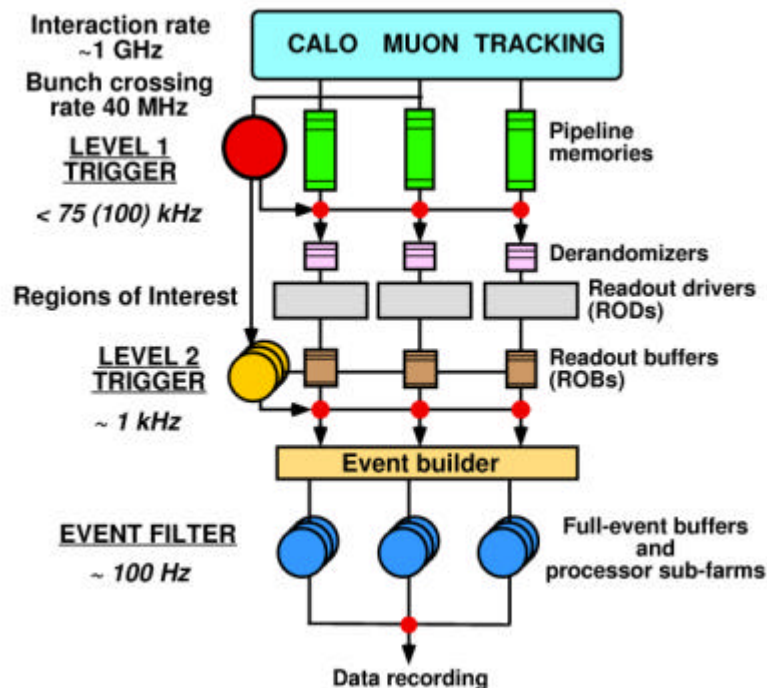 Interaction rate
~1 GHz
CALO MUON TRACKING
Bunch crossing
rate 40 MHz
LEVEL 1
TRIGGER
< 75 (100) kHz
Pipeline
memories
Derandomizers
Regions of Interest
Readout drivers
(RODs)
LEVEL 2
TRIGGER
~ 1 kHz
Readout buffers
(ROBs)
Event builder
EVENT FILTER
~ 100 Hz
Full-event buffers
and
processor sub-farms
Data recording